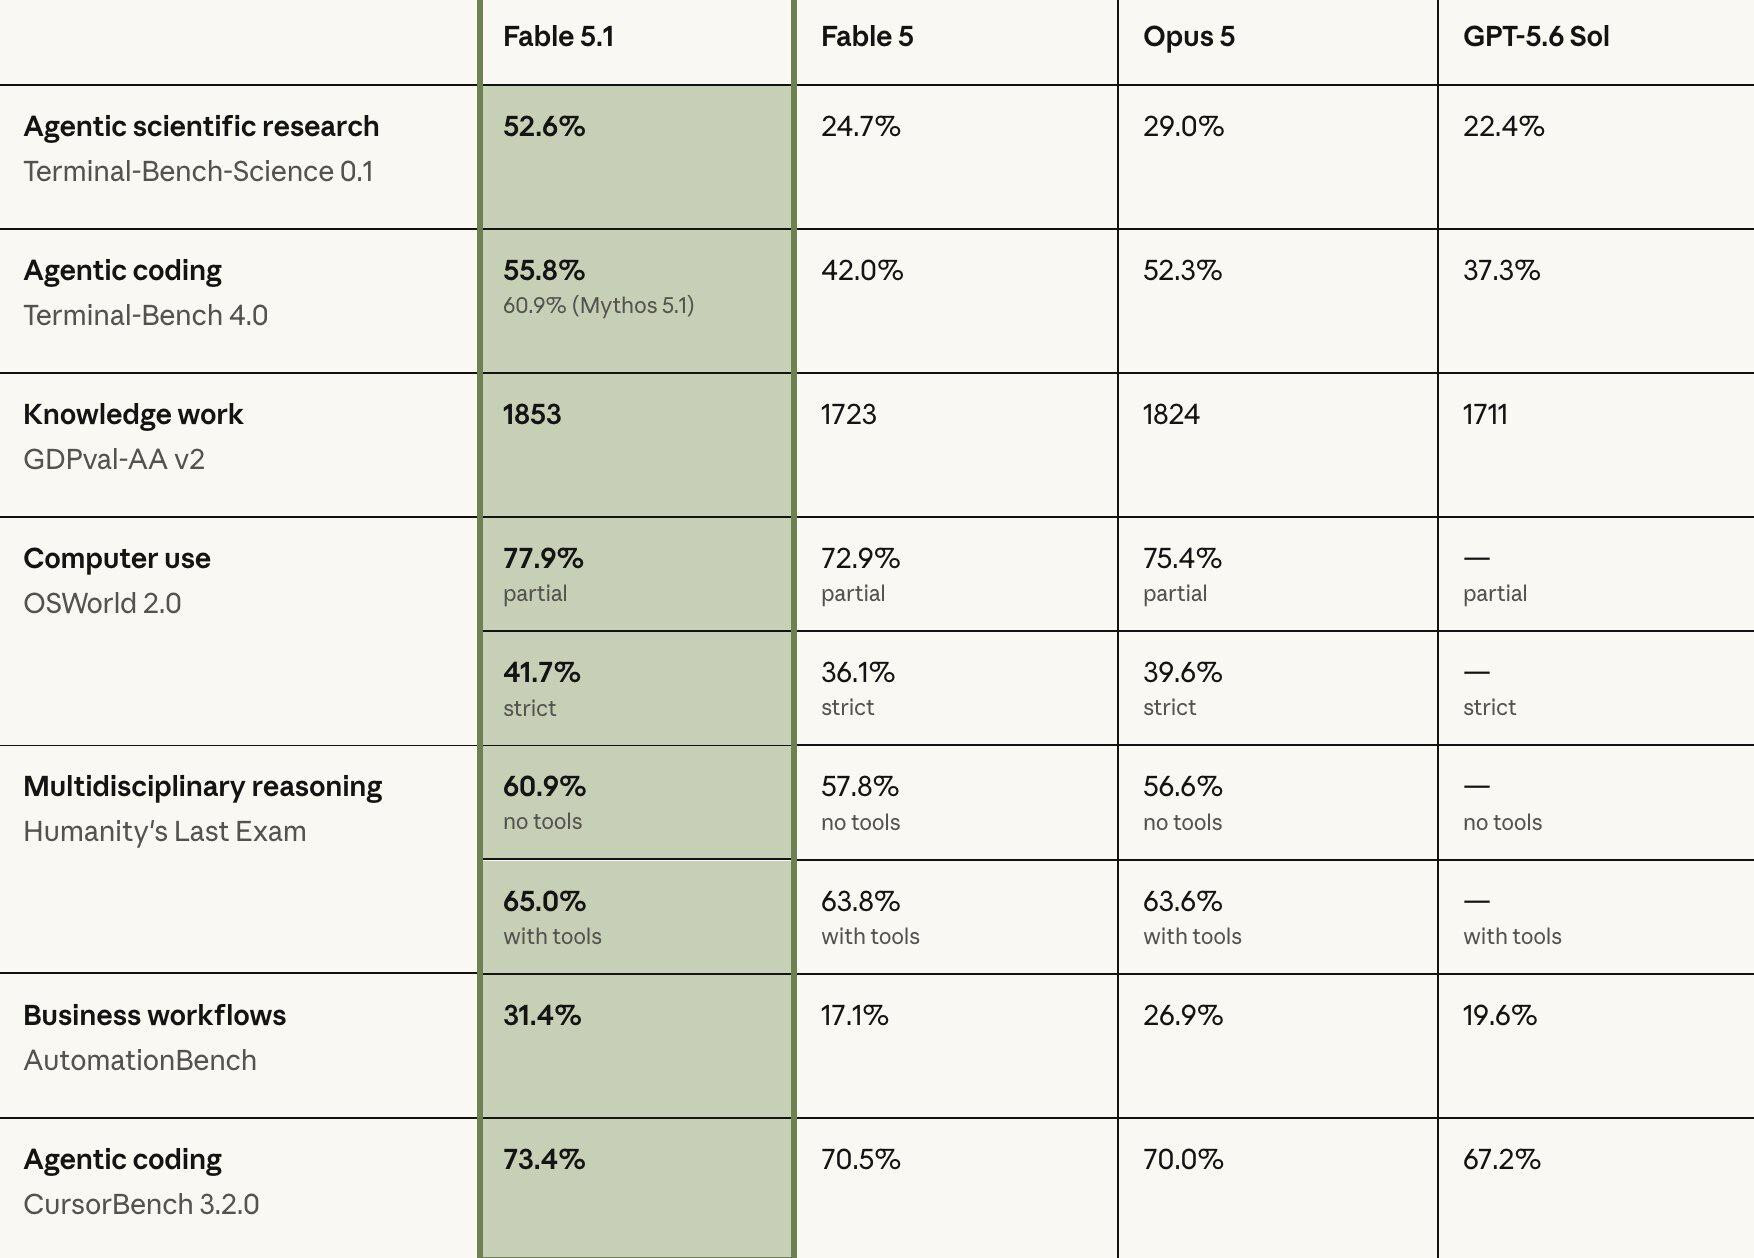 Fable 5.1
Fable 5
Opus 5
GPT-5.6 Sol
Agentic scientific research
Terminal-Bench-Science 0.1
52.6%
24.7%
29.0%
22.4%
Agentic coding
Terminal-Bench 4.0
55.8%
60.9% (Mythos 5.1)
42.0%
52.3%
37.3%
Knowledge work
GDPval-AA v2
1853
1723
1824
1711
Computer use
OSWorld 2.0
77.9%
partial
72.9%
partial
75.4%
partial
—
partial
41.7%
strict
36.1%
strict
39.6%
strict
—
strict
Multidisciplinary reasoning
Humanity's Last Exam
60.9%
no tools
57.8%
no tools
56.6%
no tools
—
no tools
65.0%
with tools
63.8%
with tools
63.6%
with tools
—
with tools
Business workflows
AutomationBench
31.4%
17.1%
26.9%
19.6%
Agentic coding
CursorBench 3.2.0
73.4%
70.5%
70.0%
67.2%